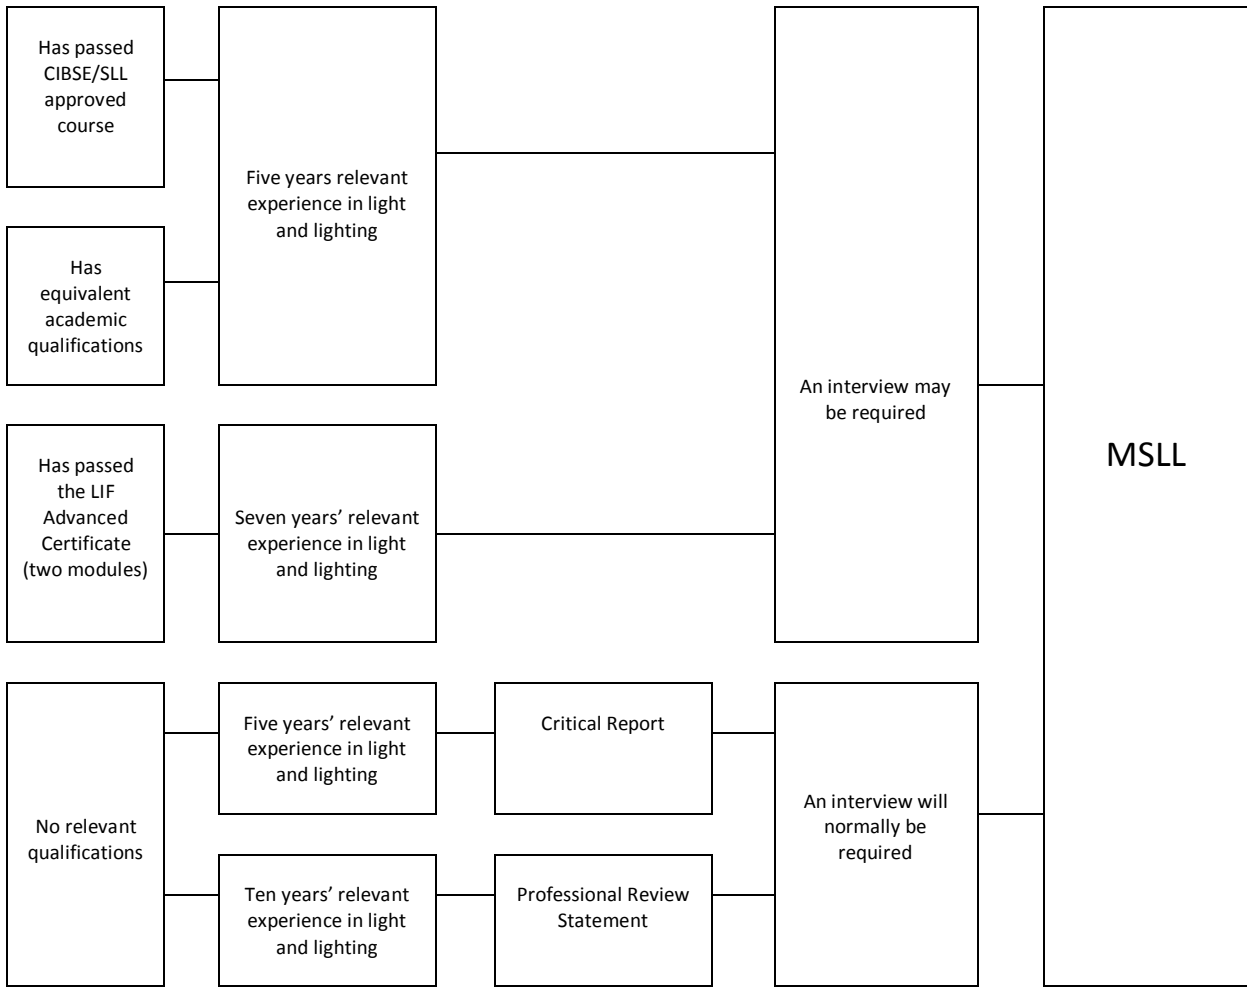 Has passed
CIBSE/SLL
approved
course
Five years relevant
experience in light
and lighting
Has
equivalent
academic
qualifications
An interview may
be required
MSLL
Has passed
the LIF
Advanced
Certificate
(two modules)
Seven years’ relevant
experience in light
and lighting
No relevant
qualifications
Five years’ relevant
experience in light
and lighting
Critical Report
An interview will
normally be
required
Ten years’ relevant
experience in light
and lighting
Professional Review
Statement